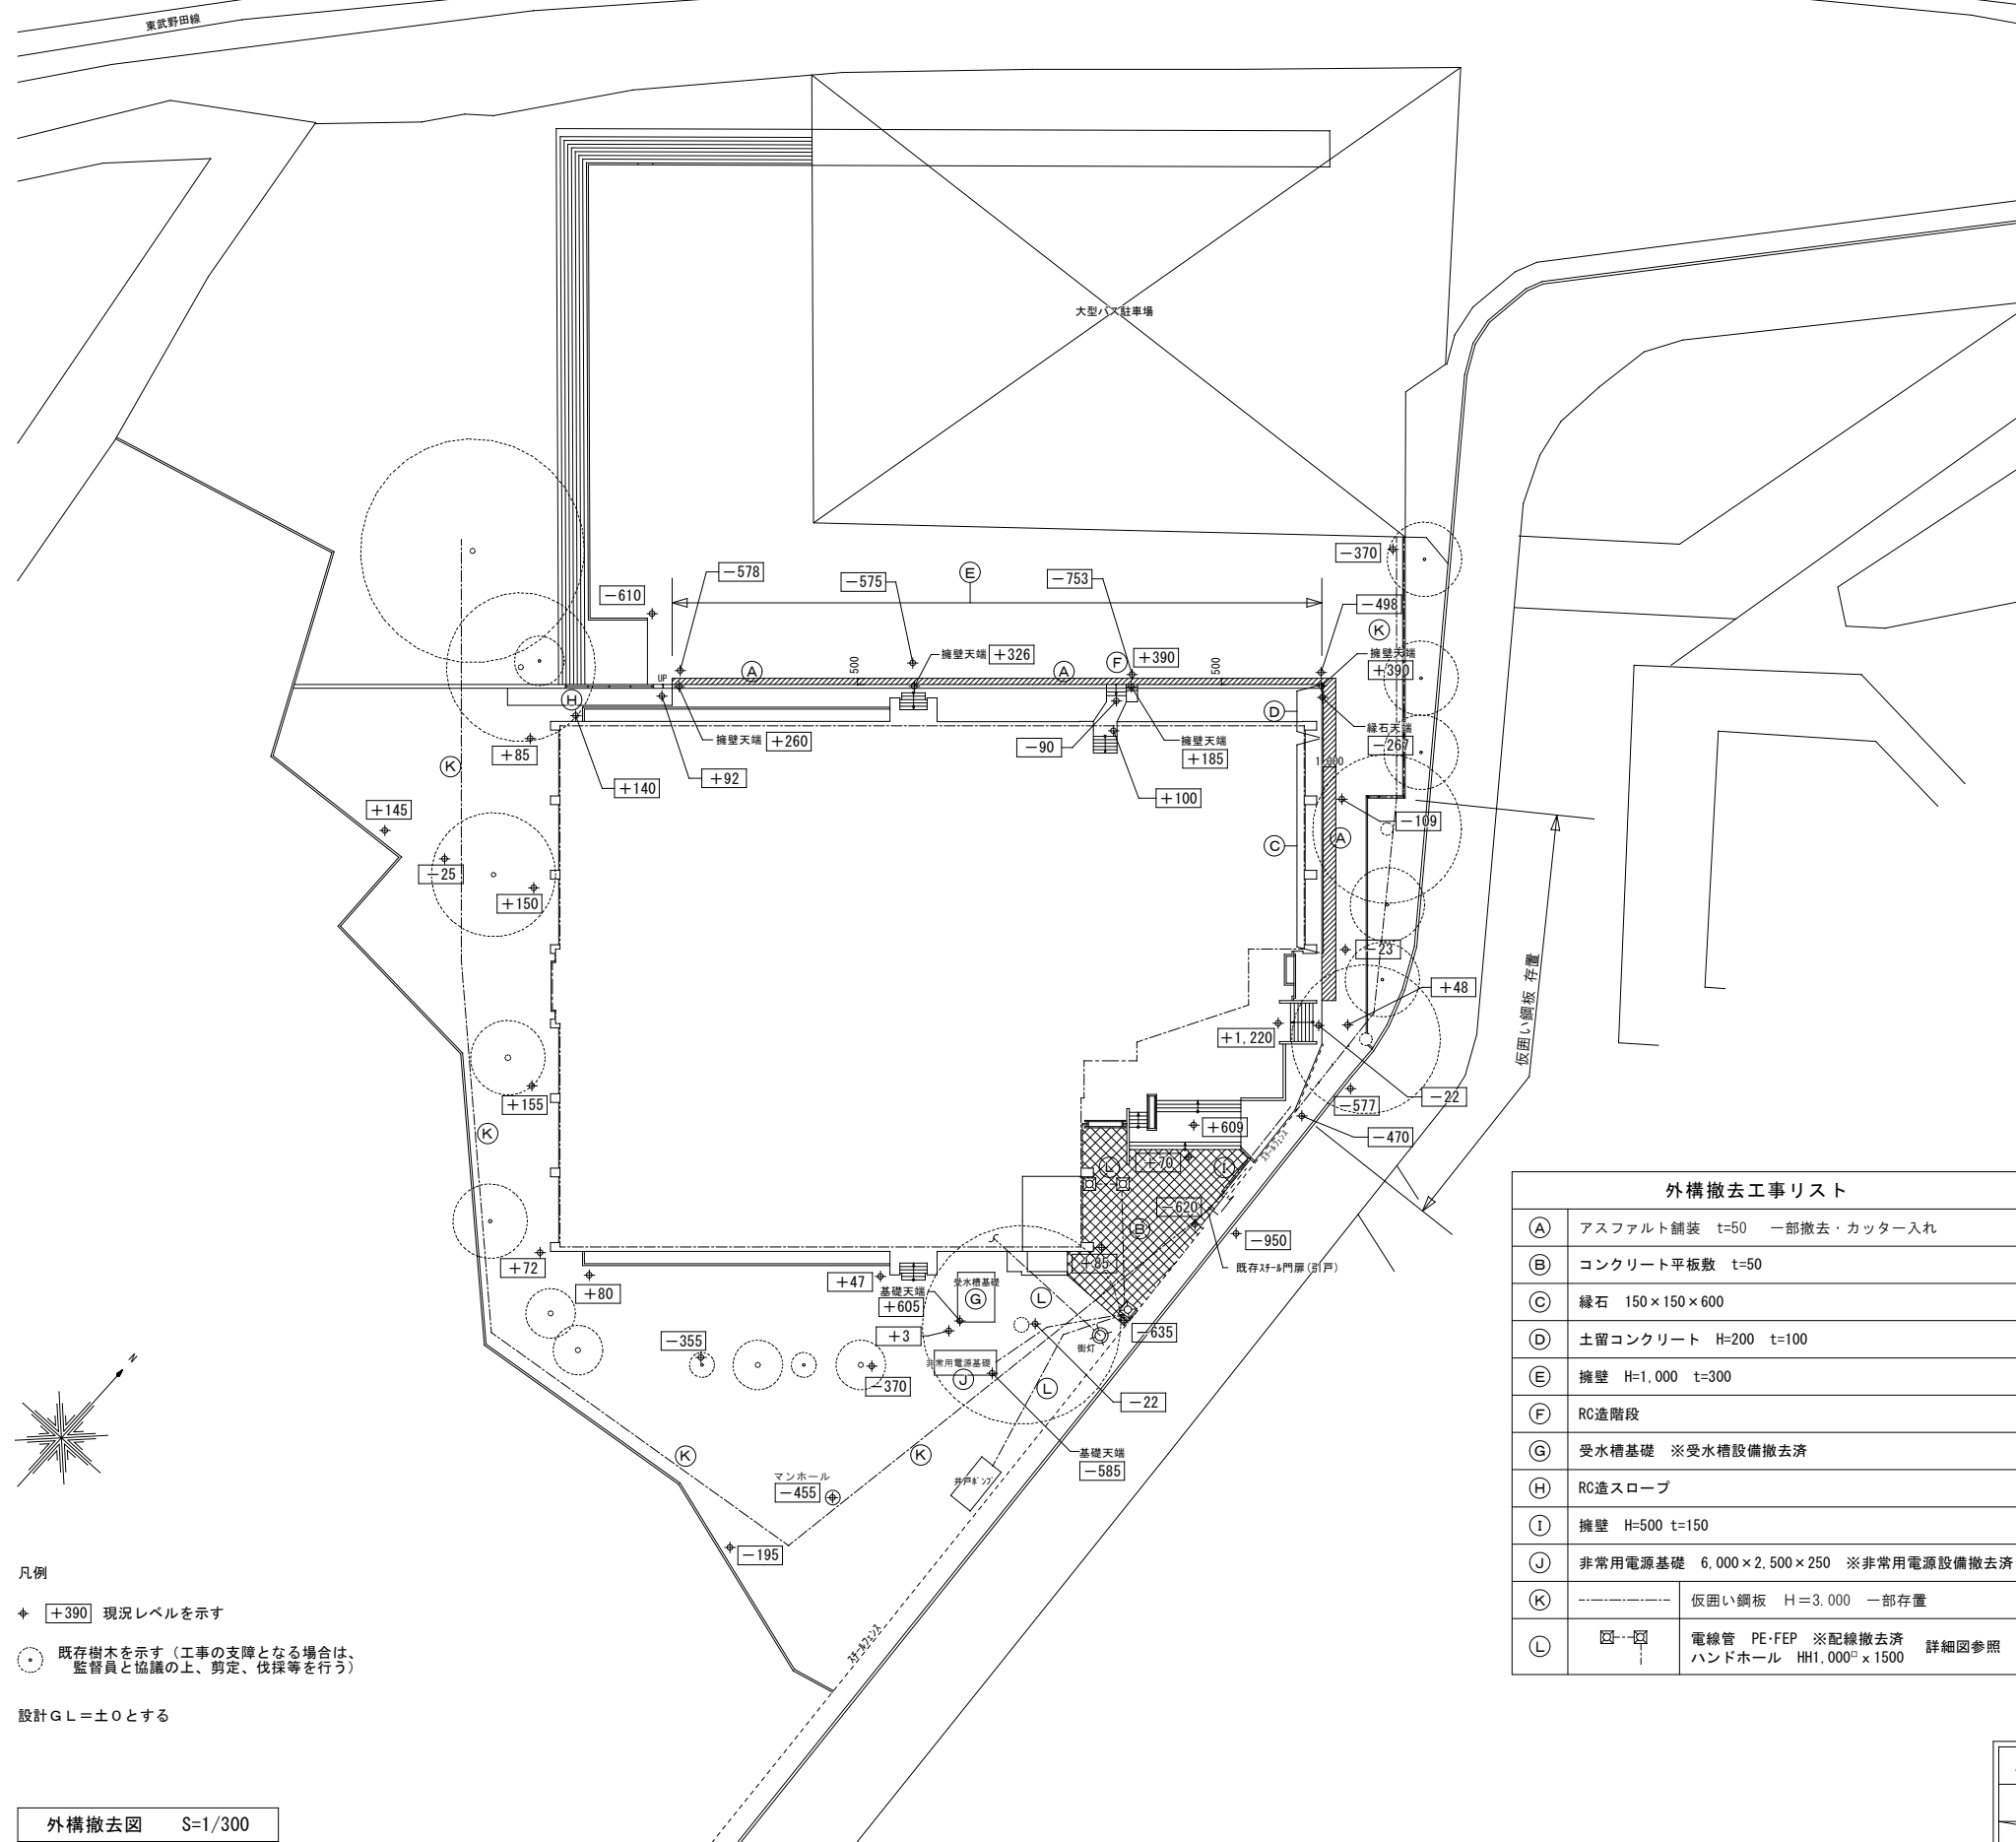 東武野田線
大型バス駐車場
－370
－578
－575
E
－753
－610
－498
K
A
500
擁壁天端 +326
A
F
+390
500
擁壁天端
+390
UP
H
D
縁石天端
－267
+85
擁壁天端 +260
－90
擁壁天端
+185
K
+92
1,000
+140
+100
+145
－109
A
C
－25
+150
－23
+48
仮囲い鋼板 存置
+1,220
－22
+155
－577
K
+609
－470
スチールフェンス
L
+70
I
－620
B
－950
+72
+85
既存スチール門扉(引戸)
+80
+47
受水槽基礎
基礎天端
+605
G
L
+3
－635
街灯
－355
非常用電源基礎
J
－370
L
－22
K
K
基礎天端
－585
マンホール
－455
井戸ポンプ
－195
スチールフェンス
N
外構撤去工事リスト
A アスファルト舗装 t=50 一部撤去・カッター入れ
B コンクリート平板敷 t=50
C 縁石 150×150×600
D 土留コンクリート H=200 t=100
E 擁壁 H=1,000 t=300
F RC造階段
G 受水槽基礎 ※受水槽設備撤去済
H RC造スロープ
I 擁壁 H=500 t=150
J 非常用電源基礎 6,000×2,500×250 ※非常用電源設備撤去済
K 仮囲い鋼板 H=3,000 一部存置
L 電線管 PE・FEP ※配線撤去済 詳細図参照
ハンドホール HH1,000□ x 1500
凡例
+390 現況レベルを示す
既存樹木を示す（工事の支障となる場合は、
監督員と協議の上、剪定、伐採等を行う）
設計ＧＬ＝±０とする
外構撤去図 S=1/300